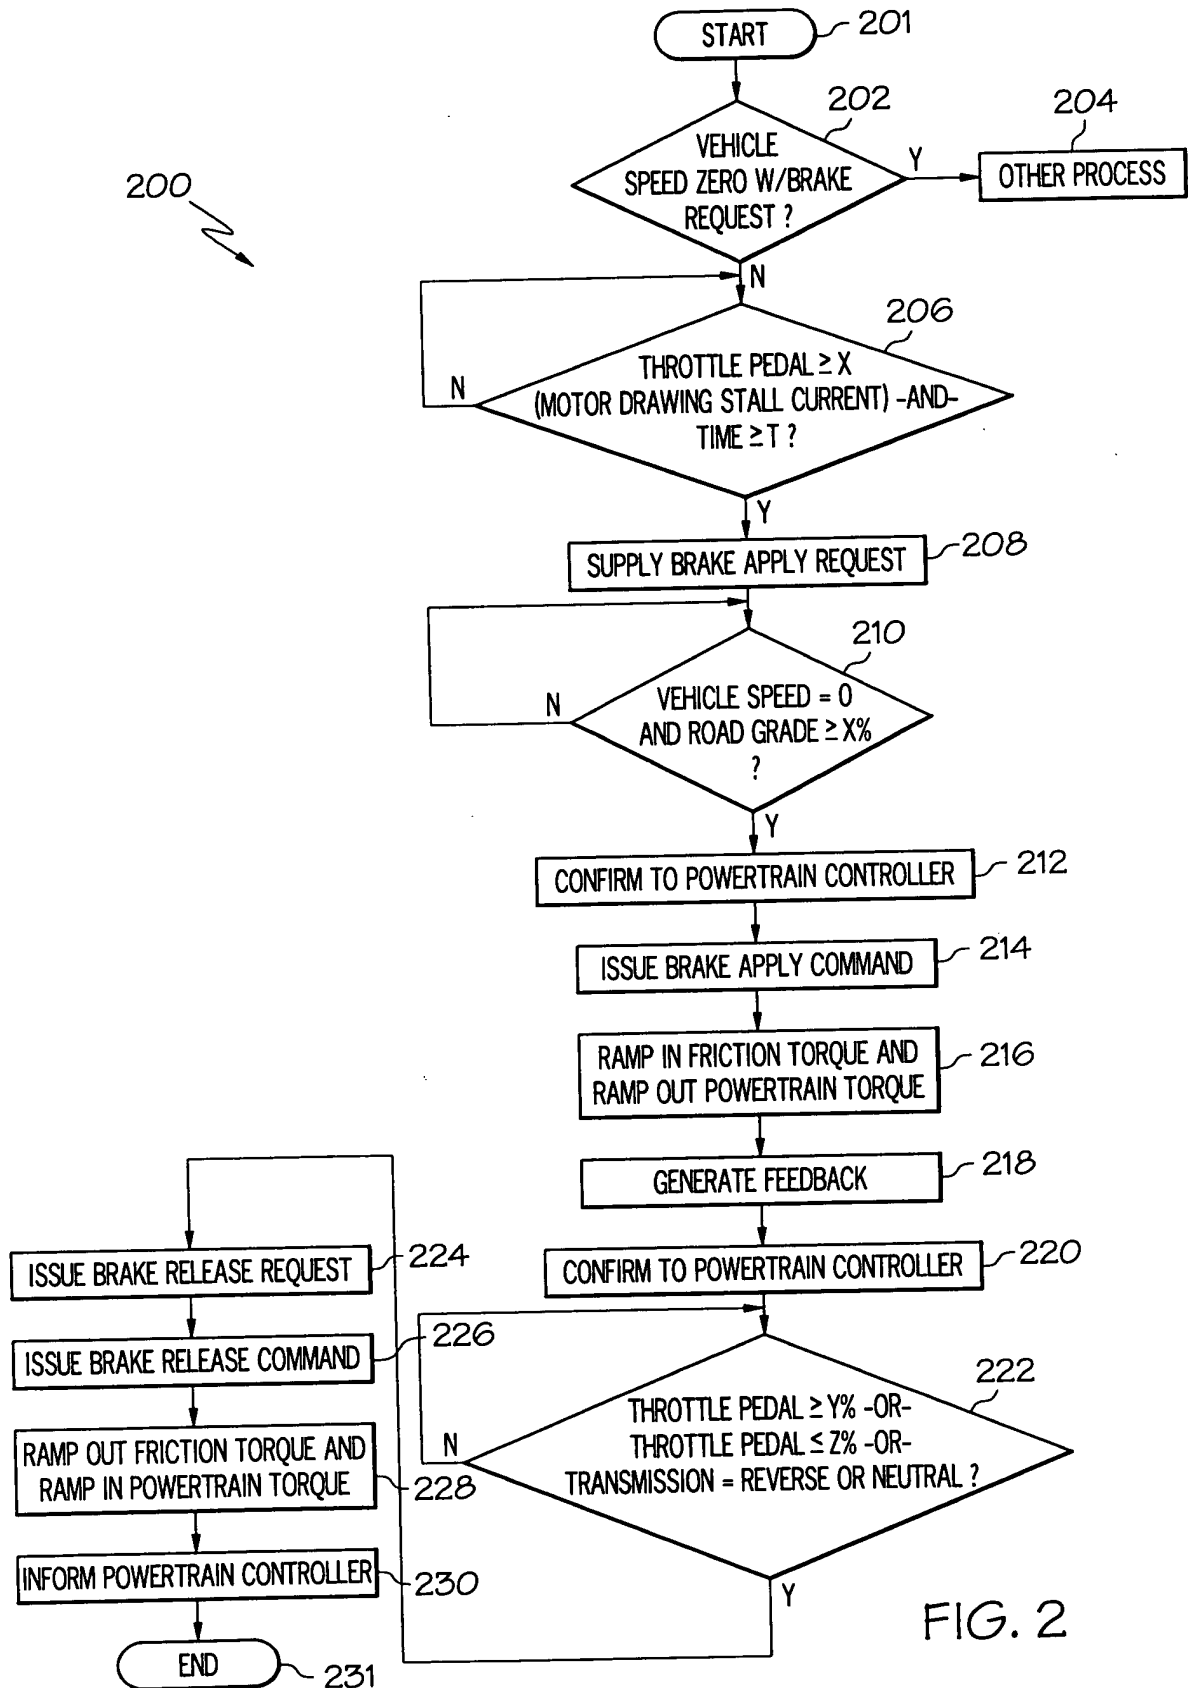 START
201
202
VEHICLE
SPEED ZERO W/BRAKE
REQUEST ?
Y
204
OTHER PROCESS
200
N
206
THROTTLE PEDAL ≥ X
(MOTOR DRAWING STALL CURRENT) -AND-
TIME ≥ T ?
N
Y
SUPPLY BRAKE APPLY REQUEST
208
210
VEHICLE SPEED = 0
AND ROAD GRADE ≥ X%
?
N
Y
CONFIRM TO POWERTRAIN CONTROLLER
212
ISSUE BRAKE APPLY COMMAND
214
RAMP IN FRICTION TORQUE AND
RAMP OUT POWERTRAIN TORQUE
216
GENERATE FEEDBACK
218
CONFIRM TO POWERTRAIN CONTROLLER
220
222
THROTTLE PEDAL ≥ Y% -OR-
THROTTLE PEDAL ≤ Z% -OR-
TRANSMISSION = REVERSE OR NEUTRAL ?
N
Y
ISSUE BRAKE RELEASE REQUEST
224
ISSUE BRAKE RELEASE COMMAND
226
RAMP OUT FRICTION TORQUE AND
RAMP IN POWERTRAIN TORQUE
228
INFORM POWERTRAIN CONTROLLER
230
END
231
FIG. 2